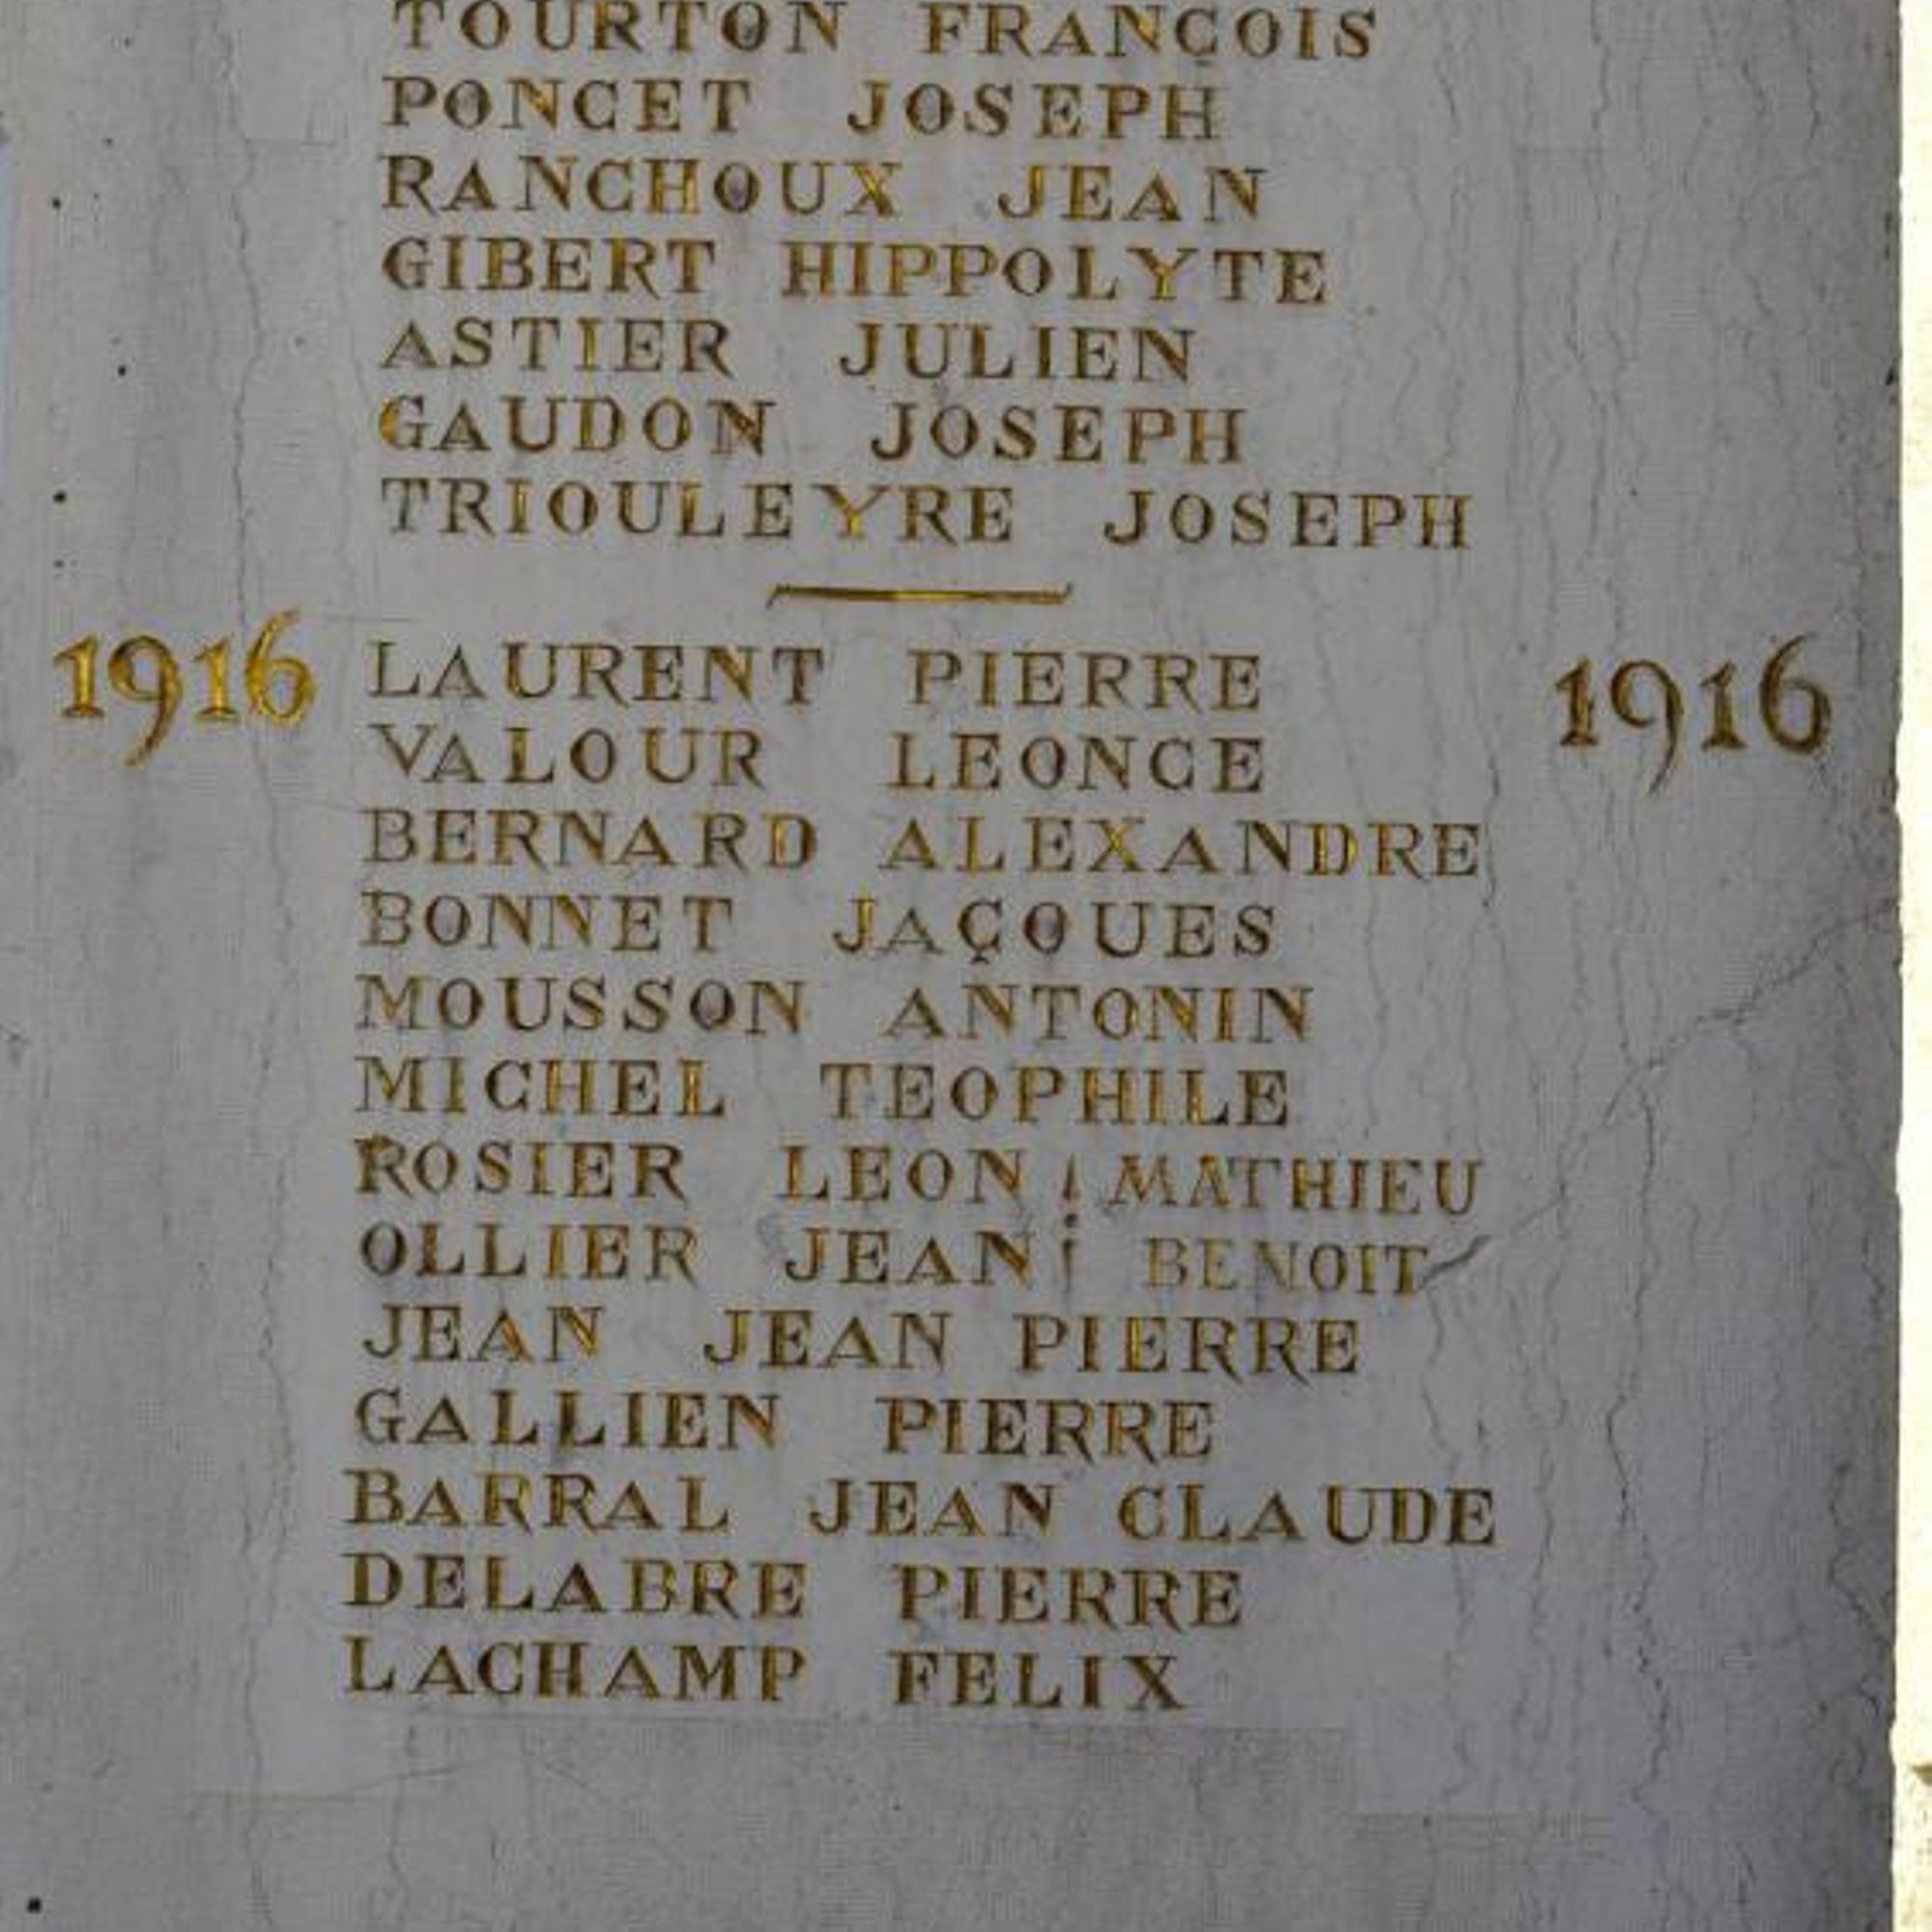 TOURTON FRANÇOIS
PONCET JOSEPH
RANCHOUX JEAN
GIBERT HIPPOLYTE
ASTIER JULIEN
GAUDON JOSEPH
TRIOULEYRE JOSEPH
1916 LAURENT PIERRE 1916
VALOUR LEONCE
BERNARD ALEXANDRE
BONNET JAÇOUES
MOUSSON ANTONIN
MICHEL TEOPHILE
ROSIER LEON MATHIEU
OLLIER JEAN BENOIT
JEAN JEAN PIERRE
GALLIEN PIERRE
BARRAL JEAN CLAUDE
DELABRE PIERRE
LACHAMP FELIX